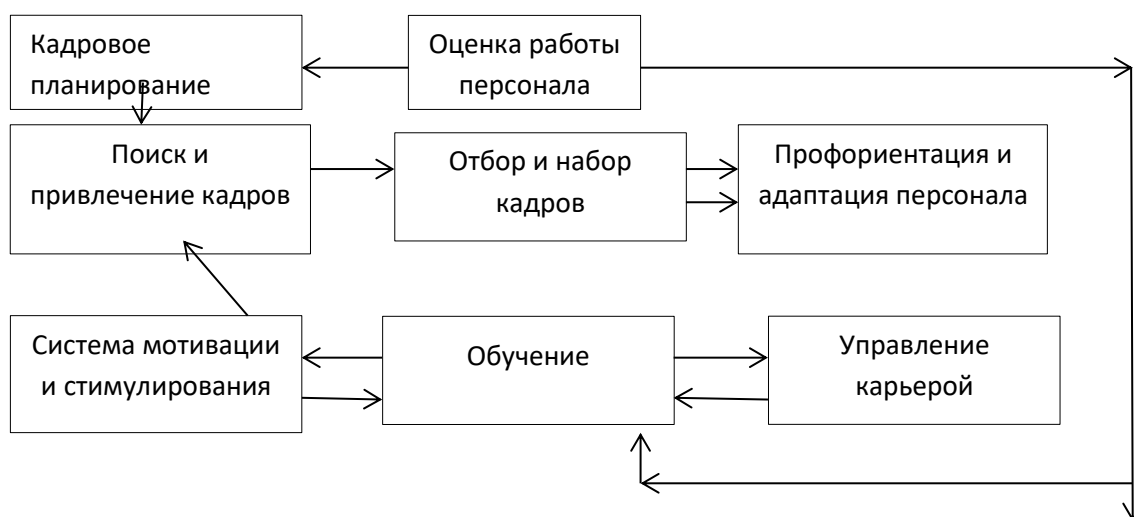 Кадровое
планирование
Оценка работы
персонала
Поиск и
привлечение кадров
Отбор и набор
кадров
Профориентация и
адаптация персонала
Система мотивации
и стимулирования
Обучение
Управление
карьерой